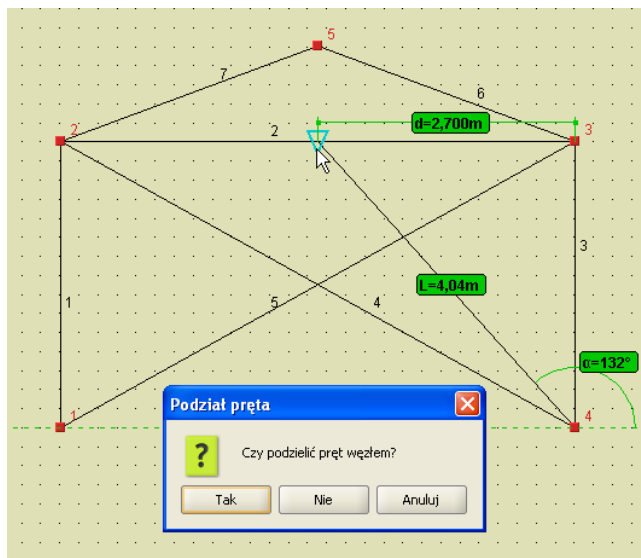 5
7
6
d=2,700m
2
2
3
3
L=4,04m
1
5
4
α=132°
1
4
Podział pręta
?
Czy podzielić pręt węzłem?
Tak
Nie
Anuluj